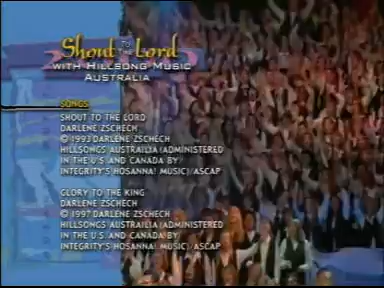 Shout to the Lord
WITH HILLSONG MUSIC
AUSTRALIA
SONGS
SHOUT TO THE LORD
DARLENE ZSCHECH
© 1993 DARLENE ZSCHECH
HILLSONGS AUSTRAILIA (ADMINISTERED
IN THE U.S. AND CANADA BY
INTEGRITY'S HOSANNA! MUSIC)/ASCAP
GLORY TO THE KING
DARLENE ZSCHECH
© 1997 DARLENE ZSCHECH
HILLSONGS AUSTRAILIA (ADMINISTERED
IN THE U.S. AND CANADA BY
INTEGRITY'S HOSANNA! MUSIC)/ASCAP